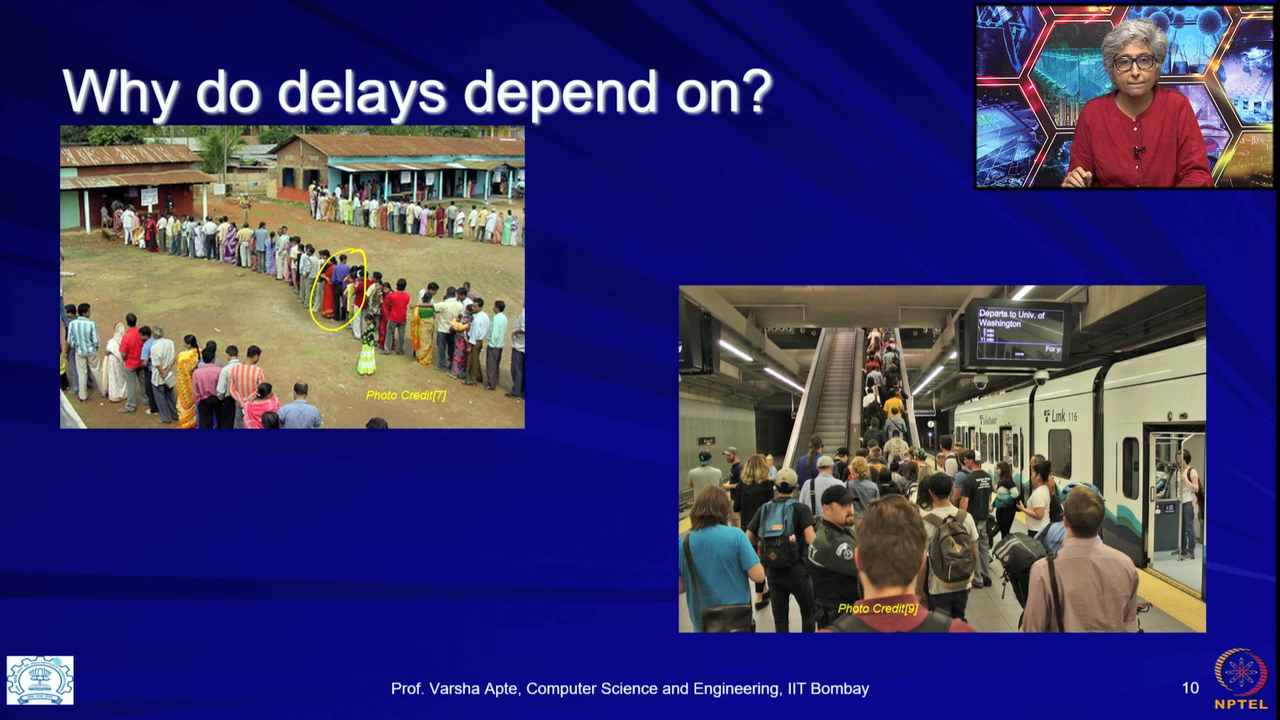 Why do delays depend on?
Photo Credit[7]
Departs to Univ. of
Washington
For y
Link 116
Photo Credit[9]
Prof. Varsha Apte, Computer Science and Engineering, IIT Bombay
10
NPTEL